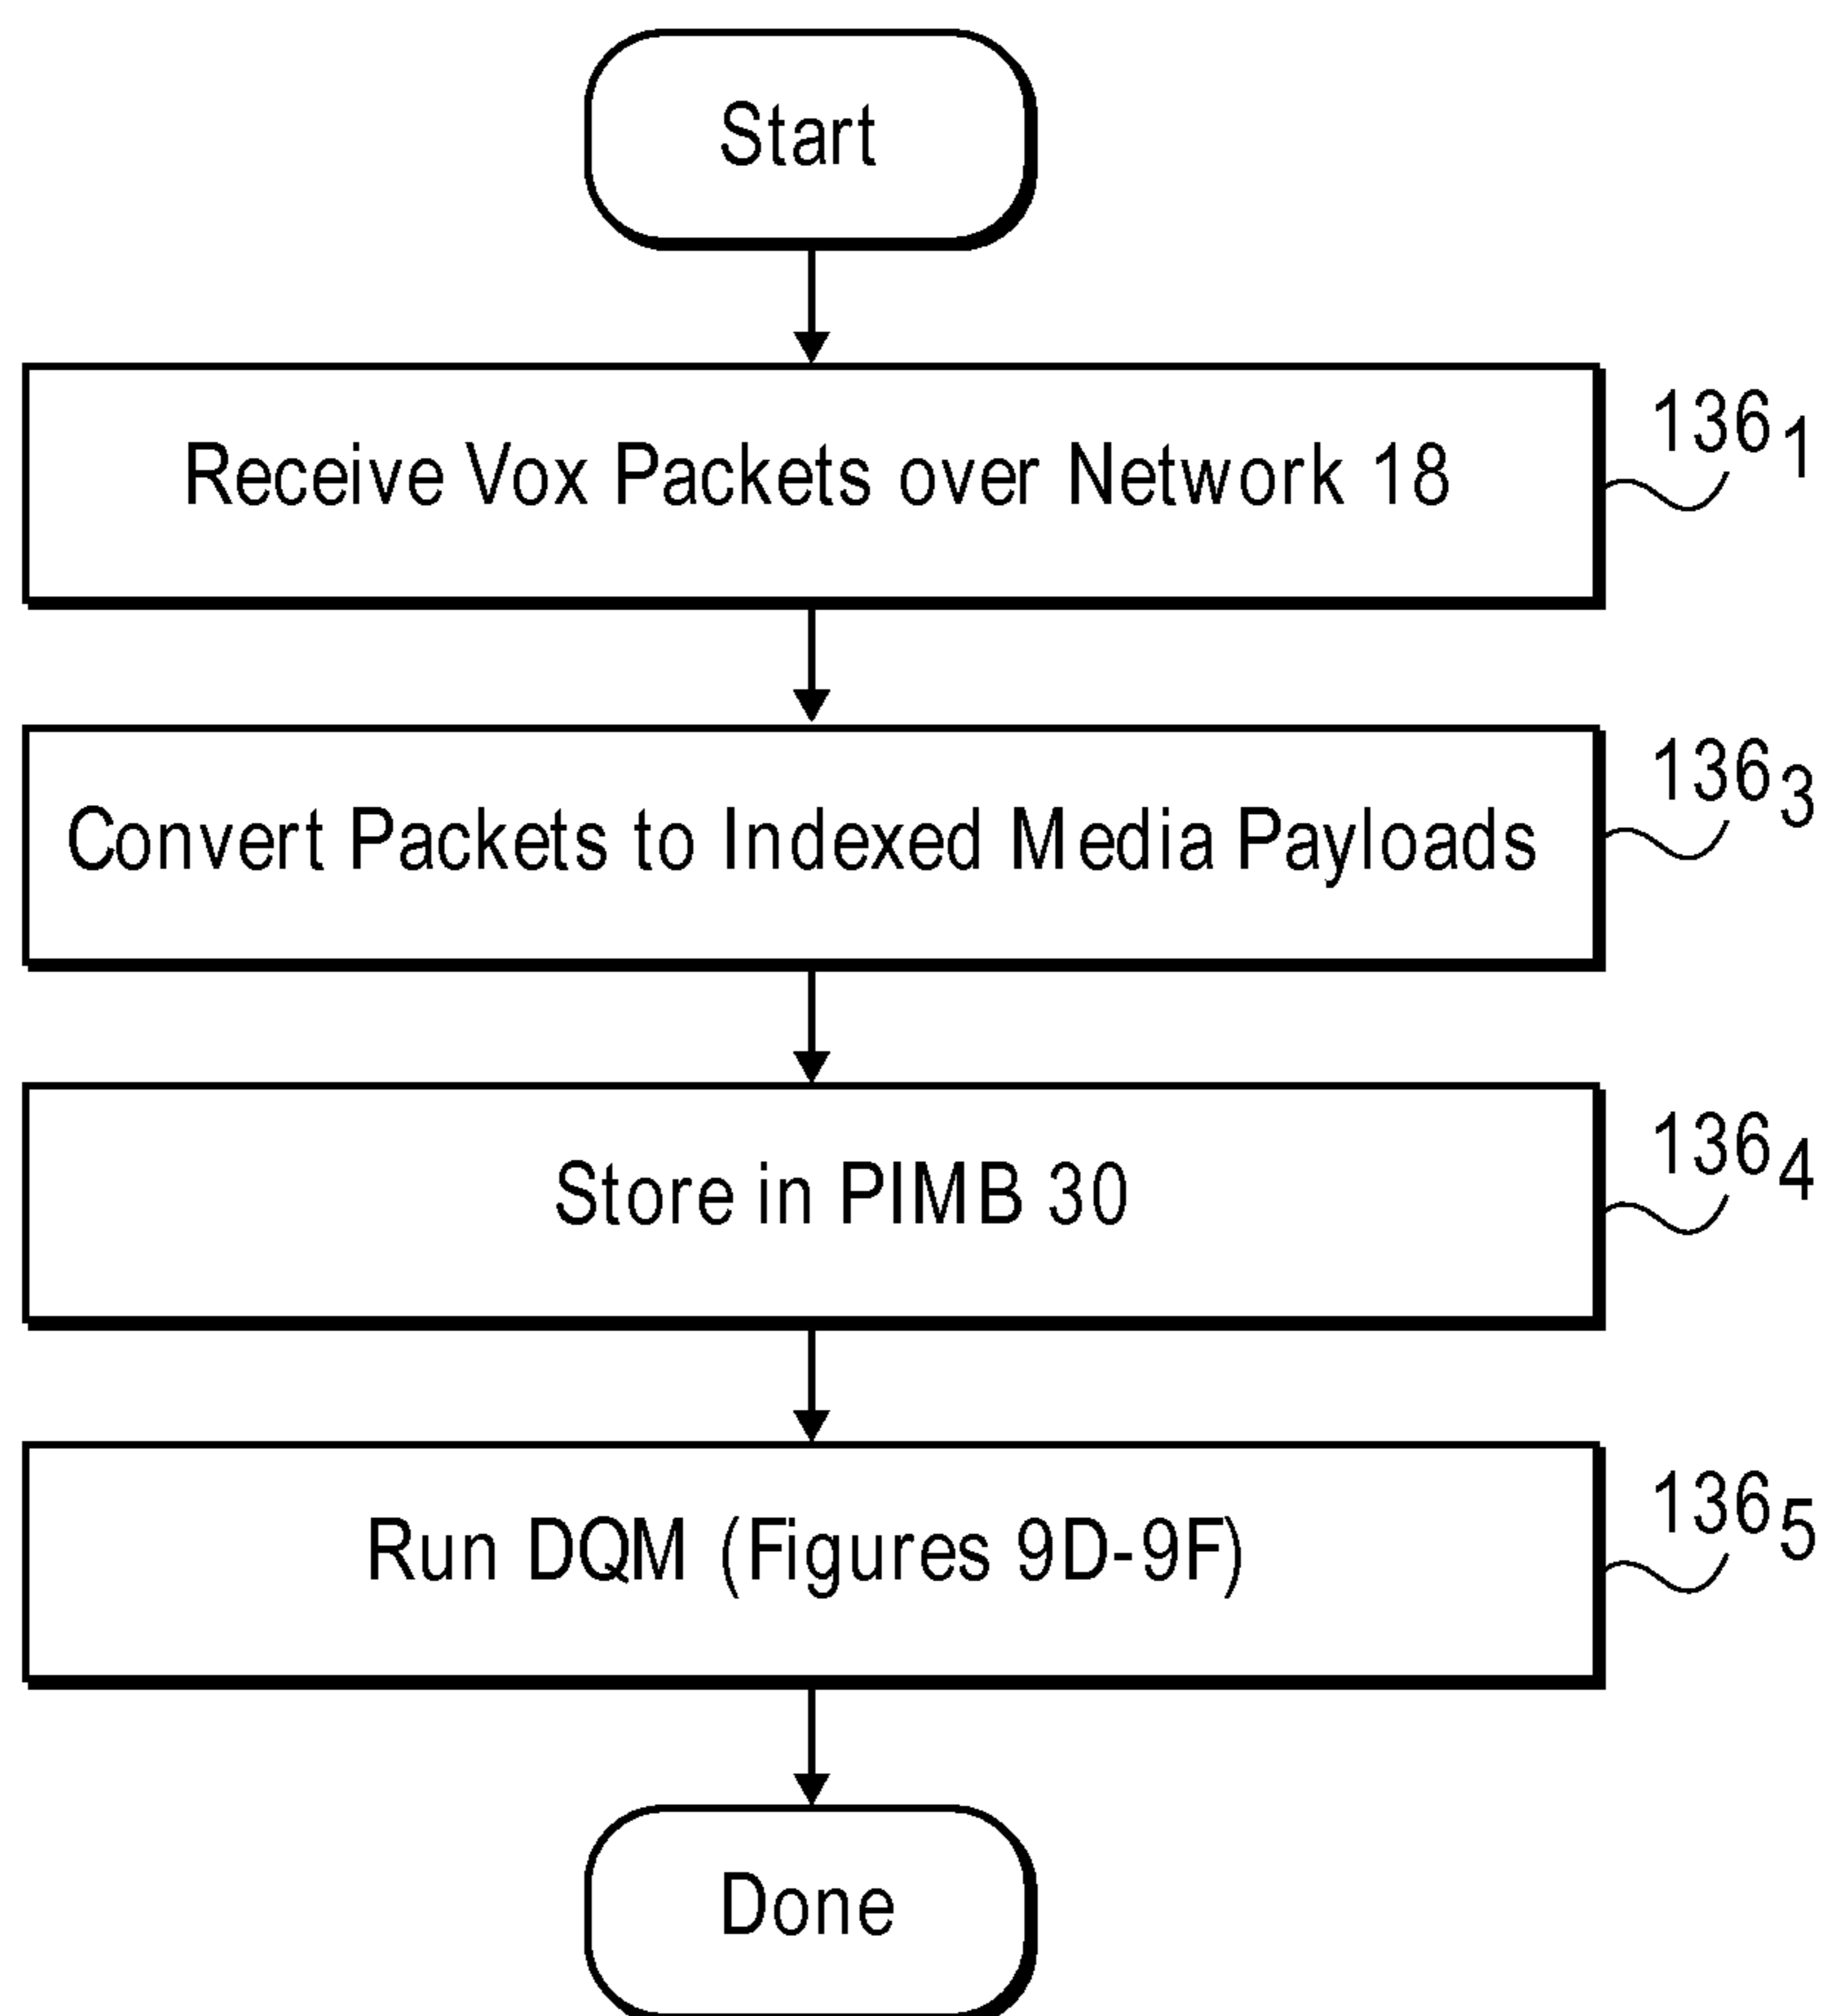 Start
Receive Vox Packets over Network 18
136₁
Convert Packets to Indexed Media Payloads
136₃
Store in PIMB 30
136₄
Run DQM (Figures 9D-9F)
136₅
Done